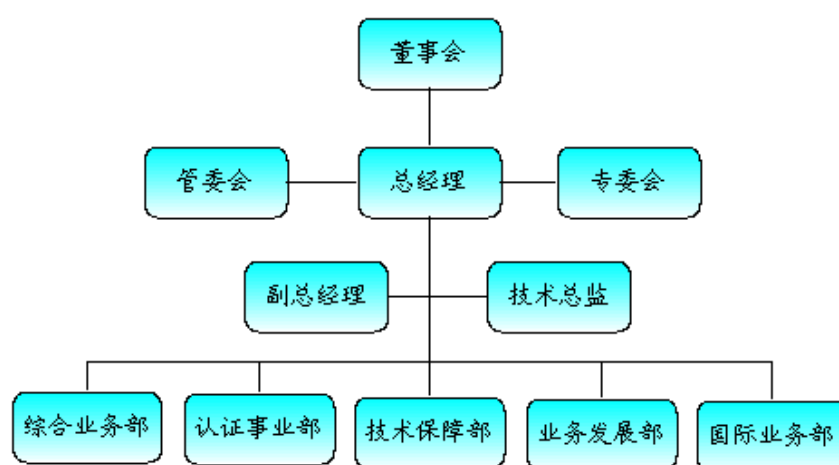 董事会
管委会
总经理
专委会
副总经理
技术总监
综合业务部
认证事业部
技术保障部
业务发展部
国际业务部